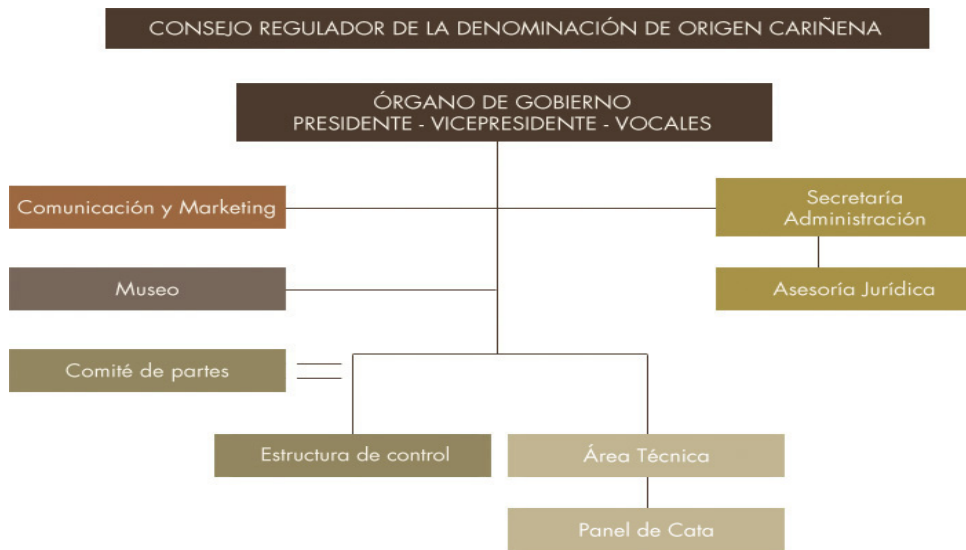 CONSEJO REGULADOR DE LA DENOMINACIÓN DE ORIGEN CARIÑENA
ÓRGANO DE GOBIERNO
PRESIDENTE - VICEPRESIDENTE - VOCALES
Comunicación y Marketing
Secretaría
Administración
Museo
Asesoría Jurídica
Comité de partes
Estructura de control
Área Técnica
Panel de Cata